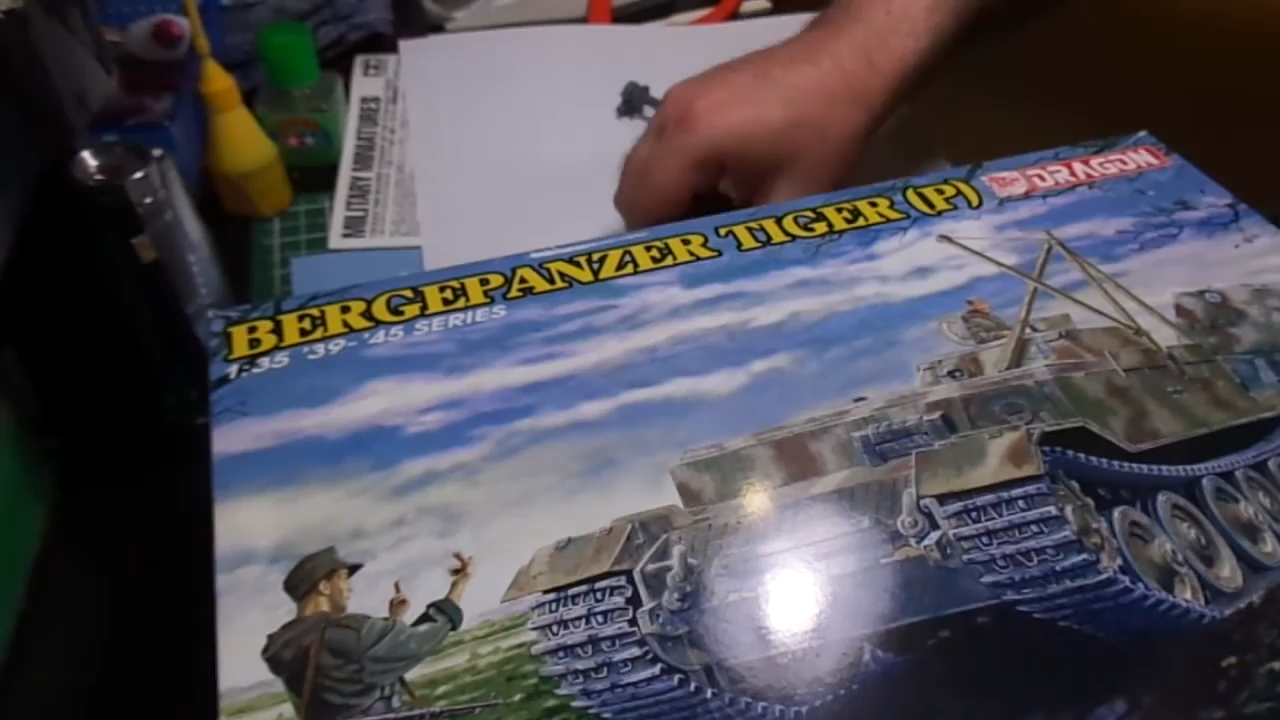 MILITARY MINIATURES
BERGEPANZER TIGER (P)
DRAGON
1:35 '39-'45 SERIES